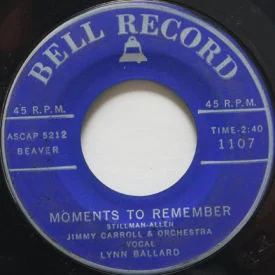 BELL RECORD
45 R.P.M.
45 R.P.M.
ASCAP 5212
BEAVER
TIME-2:40
1107
MOMENTS TO REMEMBER
STILLMAN-ALLEN
JIMMY CARROLL & ORCHESTRA
VOCAL
LYNN BALLARD